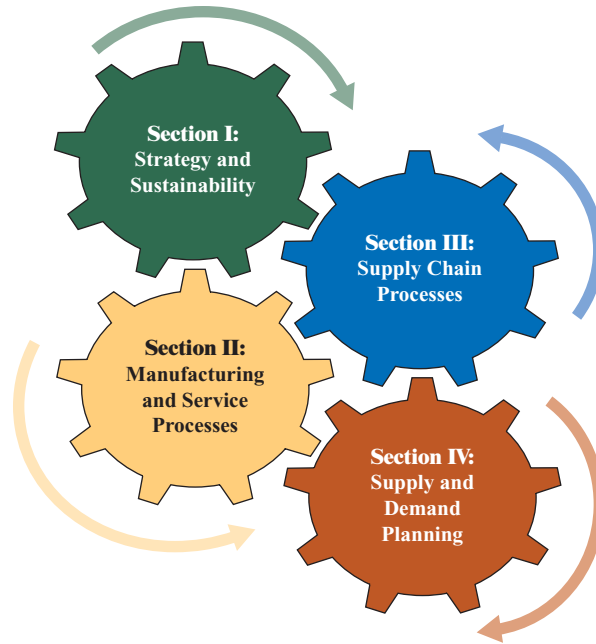 Section I:
Strategy and
Sustainability
Section III:
Supply Chain
Processes
Section II:
Manufacturing
and Service
Processes
Section IV:
Supply and
Demand
Planning